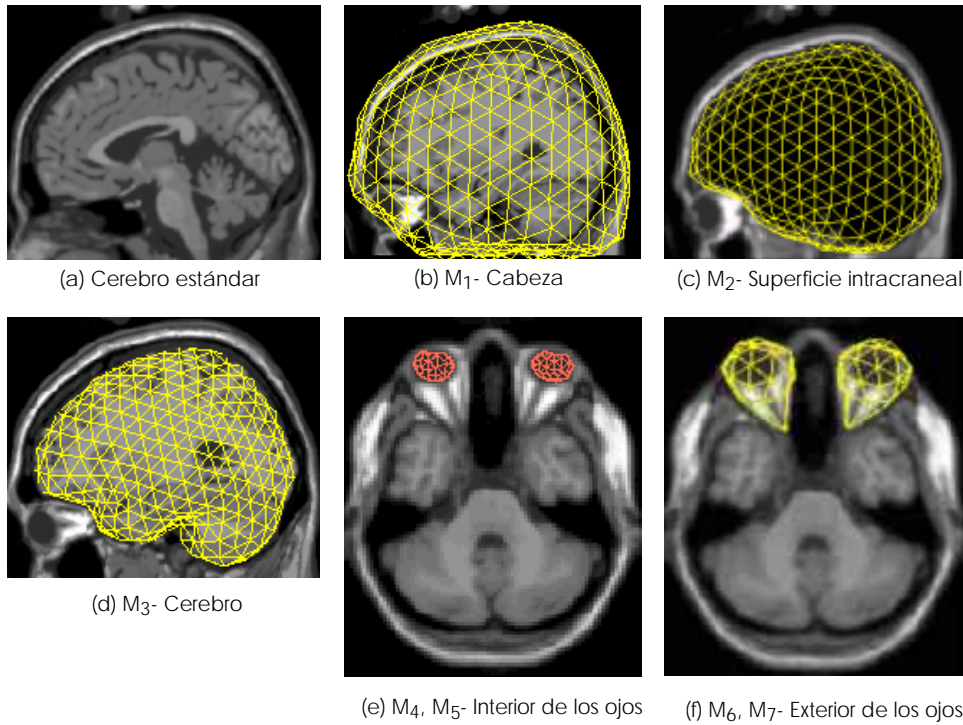 (a) Cerebro estándar
(b) M1- Cabeza
(c) M2- Superficie intracraneal
(d) M3- Cerebro
(e) M4, M5- Interior de los ojos
(f) M6, M7- Exterior de los ojos